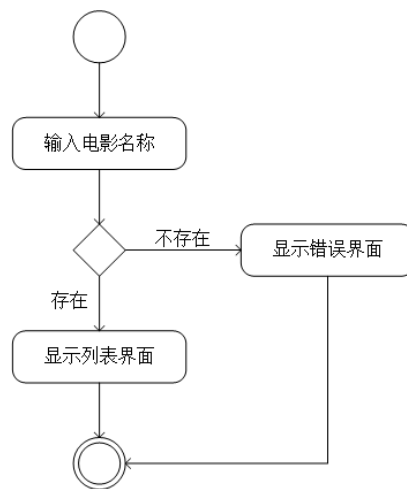 输入电影名称
不存在
显示错误界面
存在
显示列表界面